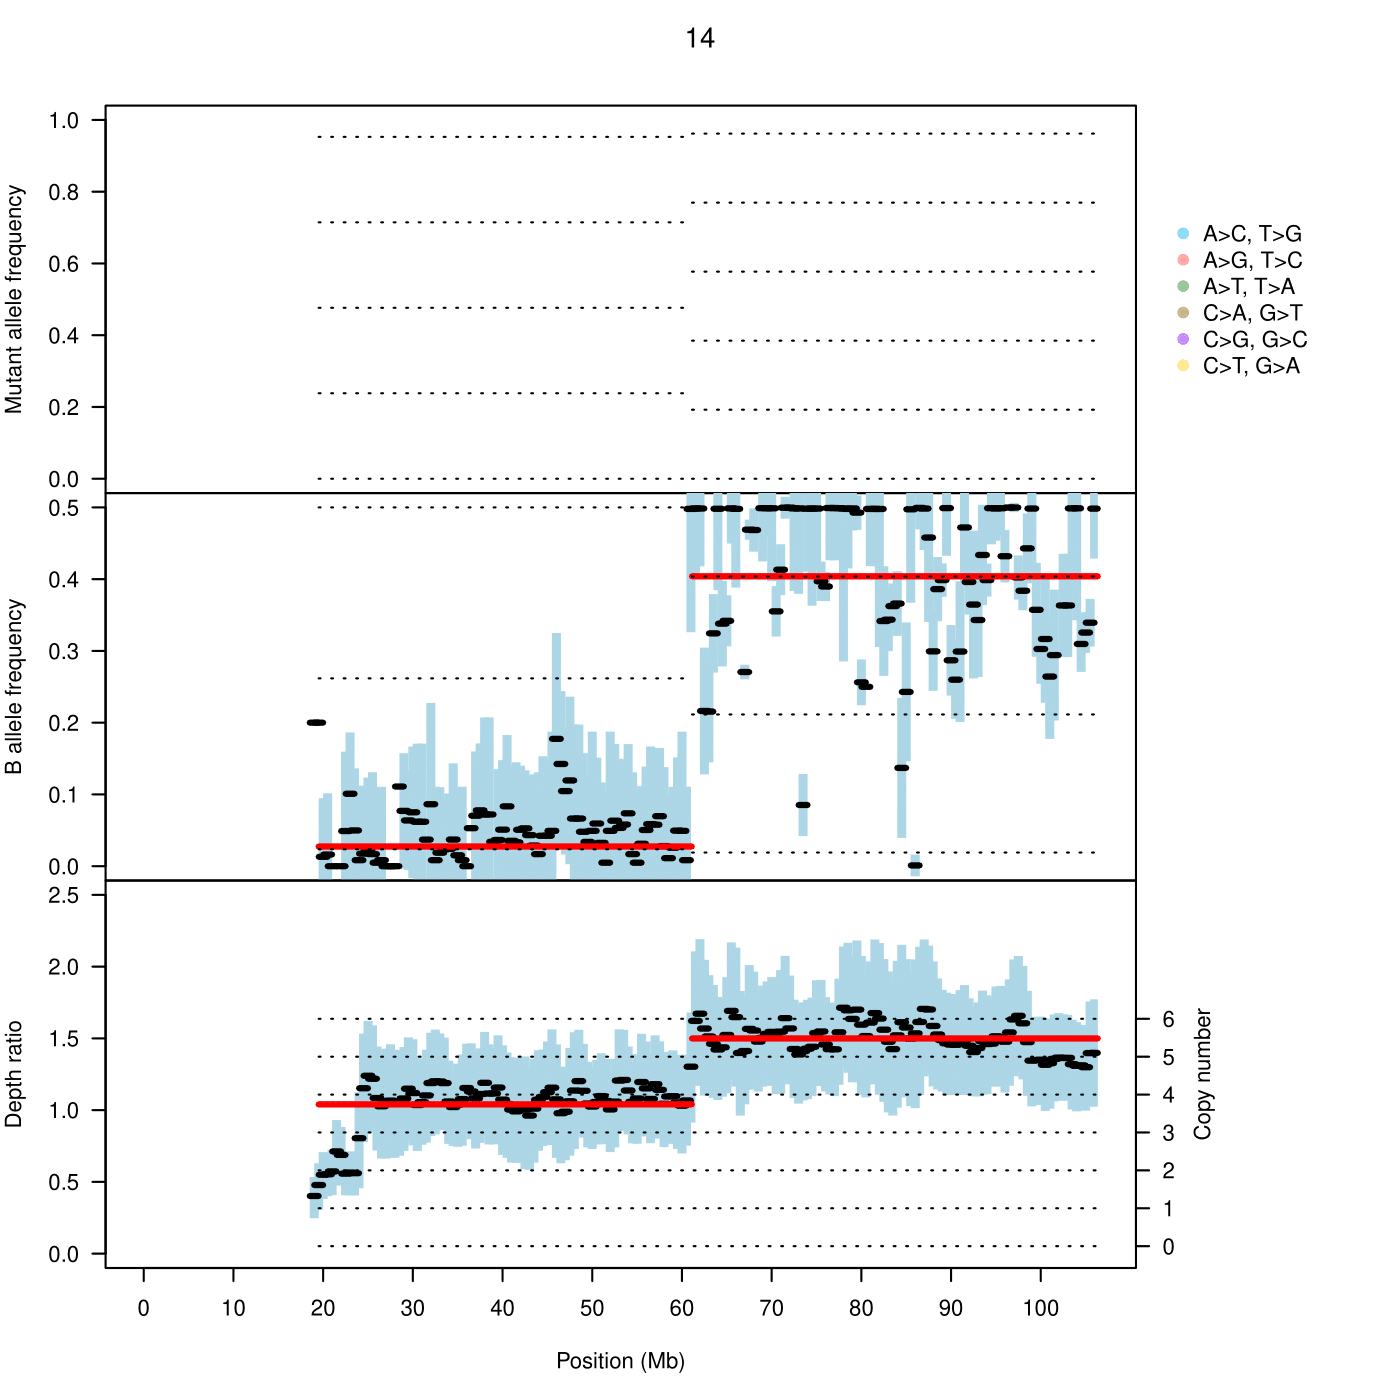 14
Mutant allele frequency
1.0
0.8
0.6
0.4
0.2
0.0
A>C, T>G
A>G, T>C
A>T, T>A
C>A, G>T
C>G, G>C
C>T, G>A
B allele frequency
0.5
0.4
0.3
0.2
0.1
0.0
Depth ratio
2.5
2.0
1.5
1.0
0.5
0.0
6
5
4
3
2
1
0
Copy number
0 10 20 30 40 50 60 70 80 90 100
Position (Mb)